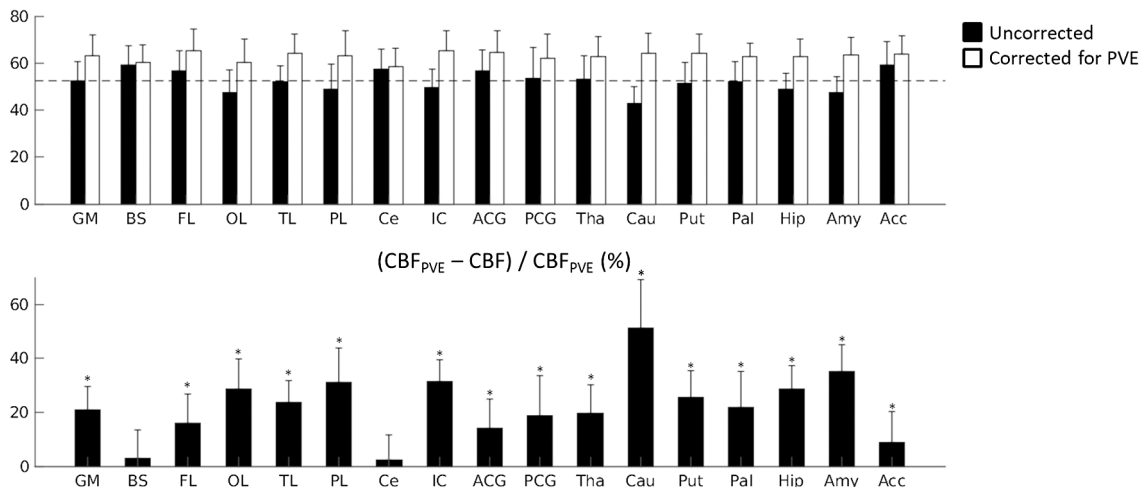 80
60
40
20
0
GM BS FL OL TL PL Ce IC ACG PCG Tha Cau Put Pal Hip Amy Acc
Uncorrected
Corrected for PVE
(CBFPVE – CBF) / CBFPVE (%)
60
40
20
0
* * * * * * * * * * * * * * *
GM BS FL OL TL PL Ce IC ACG PCG Tha Cau Put Pal Hip Amy Acc